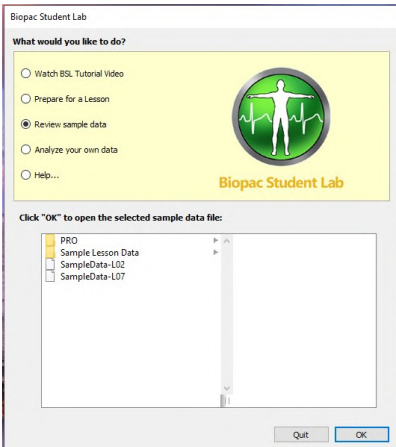 Biopac Student Lab
What would you like to do?
Watch BSL Tutorial Video
Prepare for a Lesson
Review sample data
Analyze your own data
Help...
Biopac Student Lab
Click "OK" to open the selected sample data file:
PRO
Sample Lesson Data
SampleData-L02
SampleData-L07
Quit
OK